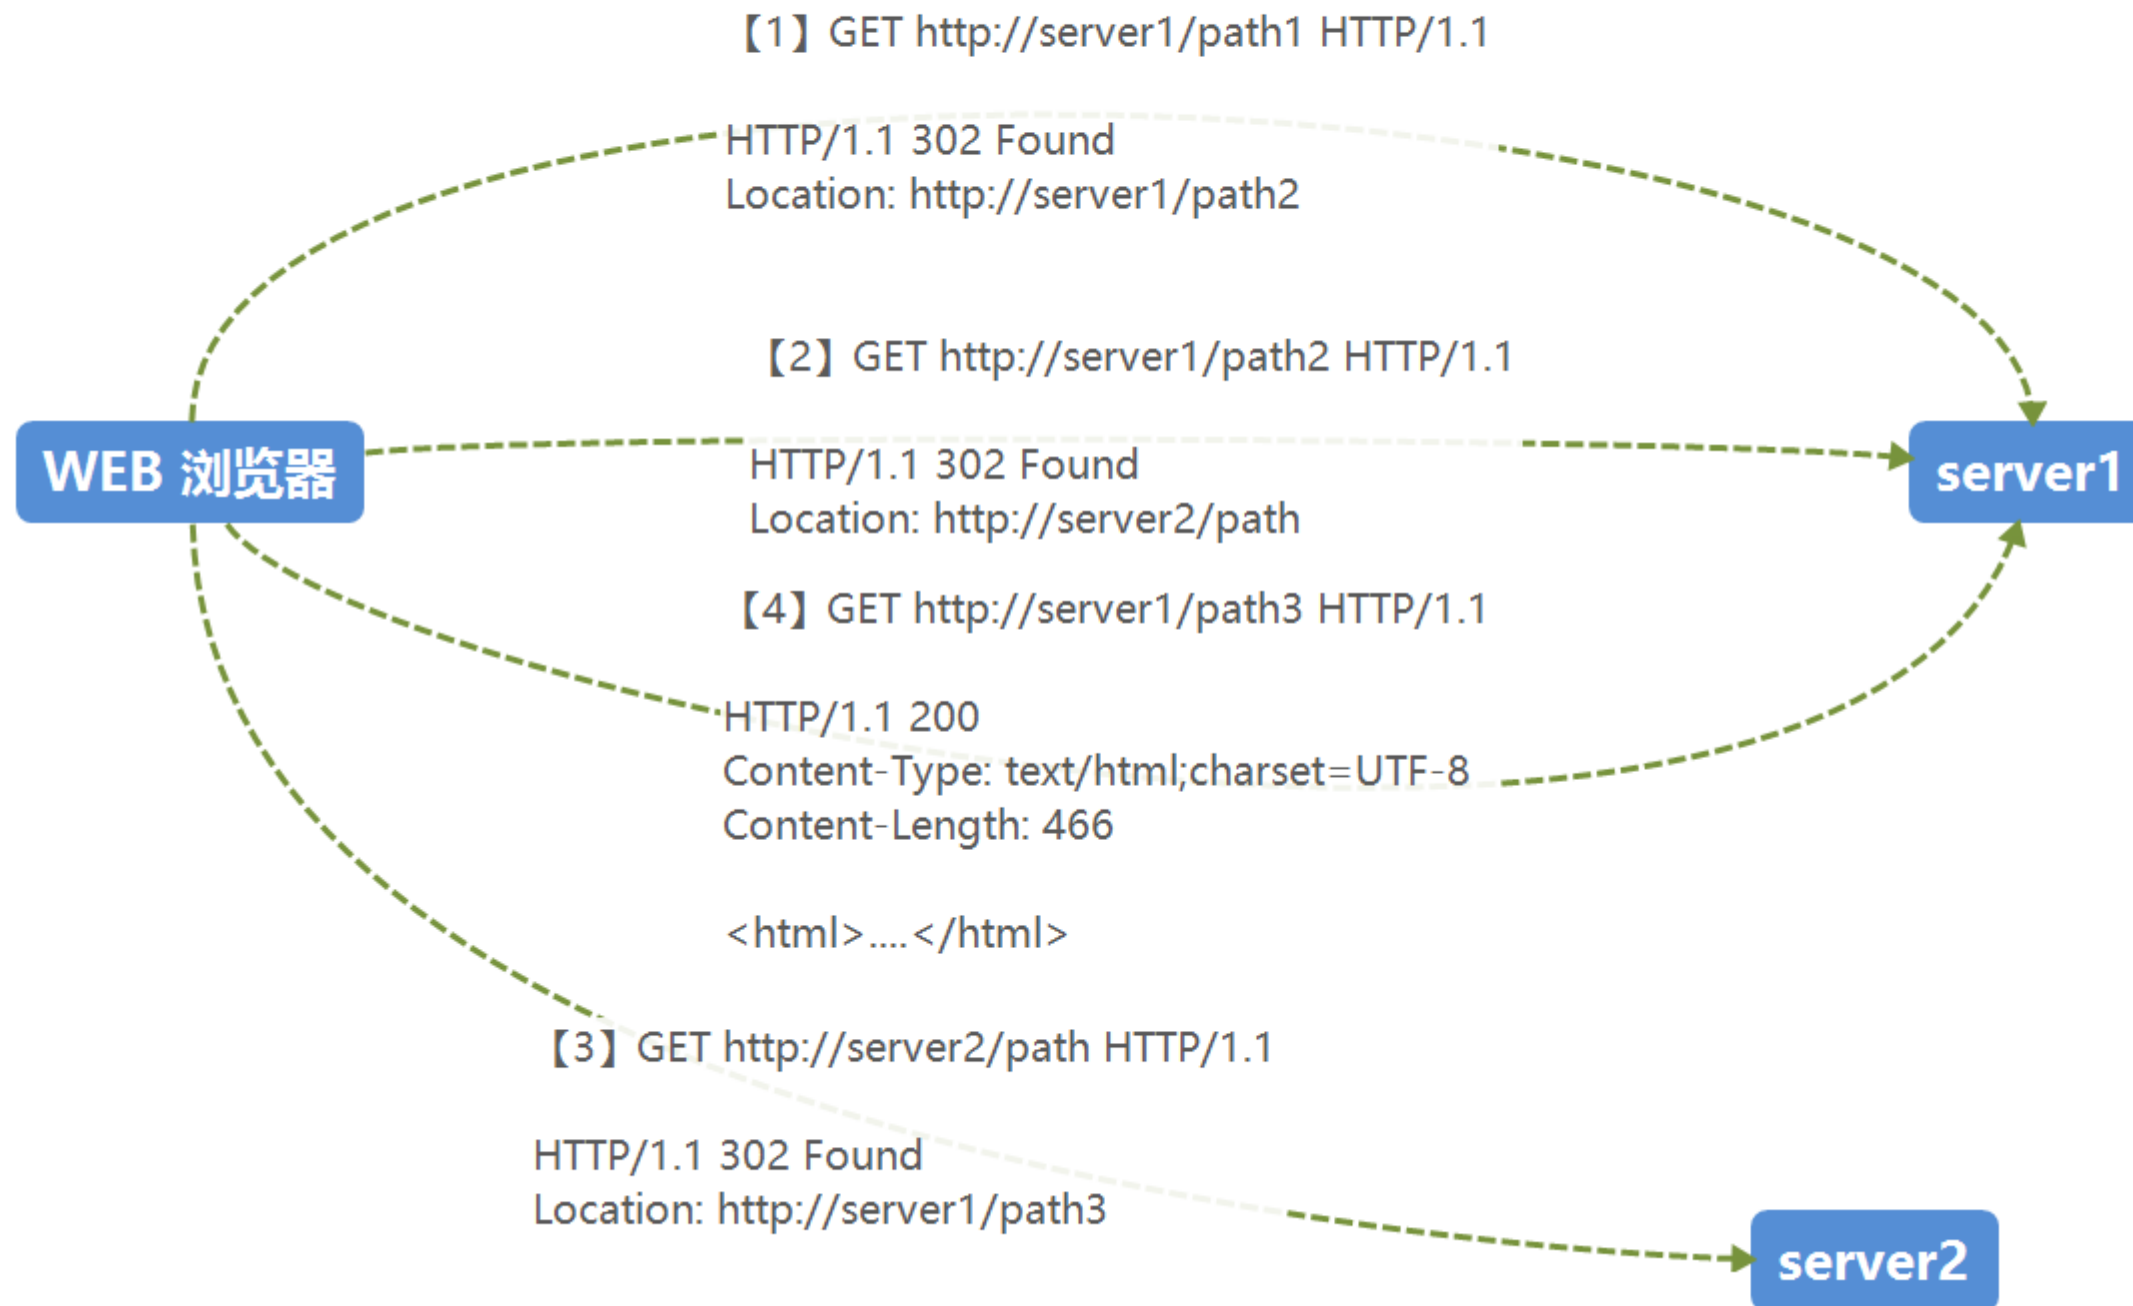 【1】GET http://server1/path1 HTTP/1.1
HTTP/1.1 302 Found
Location: http://server1/path2
【2】GET http://server1/path2 HTTP/1.1
WEB 浏览器
server1
HTTP/1.1 302 Found
Location: http://server2/path
【4】GET http://server1/path3 HTTP/1.1
HTTP/1.1 200
Content-Type: text/html;charset=UTF-8
Content-Length: 466
<html>....</html>
【3】GET http://server2/path HTTP/1.1
HTTP/1.1 302 Found
Location: http://server1/path3
server2